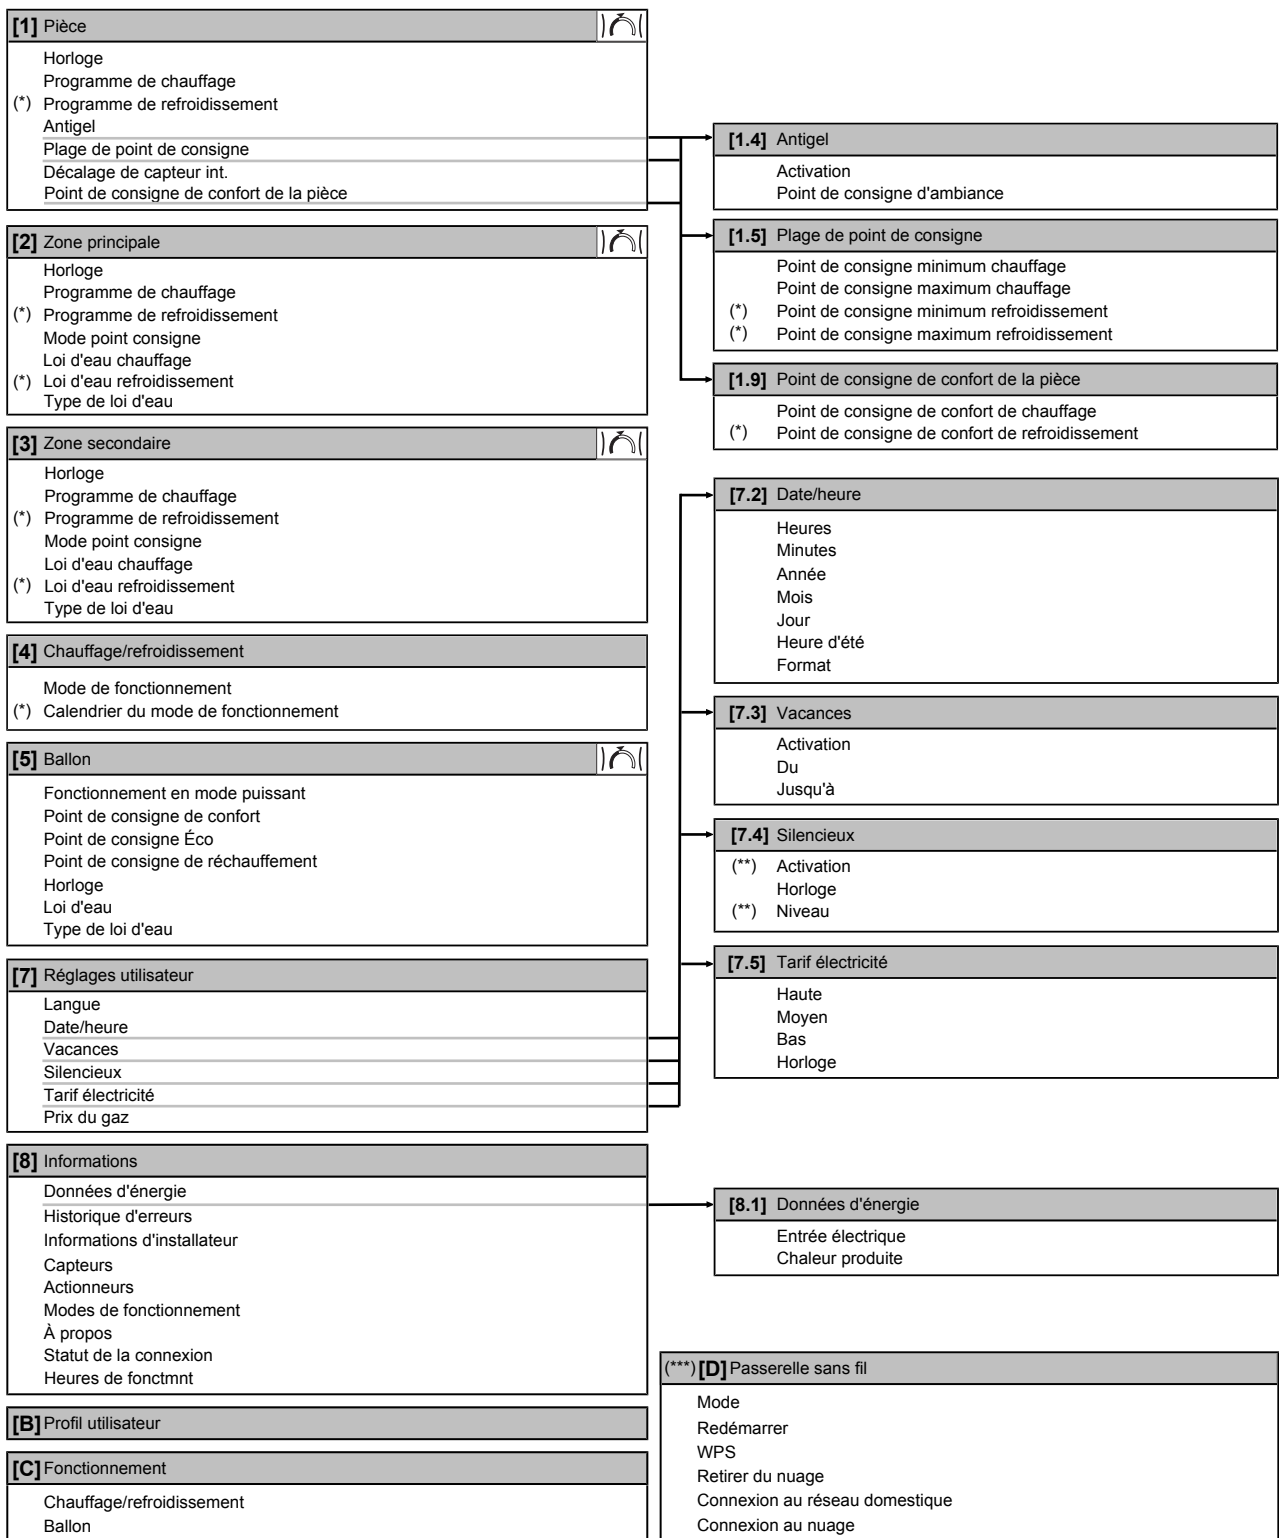 [1] Pièce
Horloge
Programme de chauffage
(*) Programme de refroidissement
Antigel
Plage de point de consigne
Décalage de capteur int.
Point de consigne de confort de la pièce
[2] Zone principale
Horloge
Programme de chauffage
(*) Programme de refroidissement
Mode point consigne
Loi d'eau chauffage
(*) Loi d'eau refroidissement
Type de loi d'eau
[3] Zone secondaire
Horloge
Programme de chauffage
(*) Programme de refroidissement
Mode point consigne
Loi d'eau chauffage
(*) Loi d'eau refroidissement
Type de loi d'eau
[4] Chauffage/refroidissement
Mode de fonctionnement
(*) Calendrier du mode de fonctionnement
[5] Ballon
Fonctionnement en mode puissant
Point de consigne de confort
Point de consigne Éco
Point de consigne de réchauffement
Horloge
Loi d'eau
Type de loi d'eau
[7] Réglages utilisateur
Langue
Date/heure
Vacances
Silencieux
Tarif électricité
Prix du gaz
[8] Informations
Données d'énergie
Historique d'erreurs
Informations d'installateur
Capteurs
Actionneurs
Modes de fonctionnement
À propos
Statut de la connexion
Heures de fonctmnt
[B] Profil utilisateur
[C] Fonctionnement
Chauffage/refroidissement
Ballon
[1.4] Antigel
Activation
Point de consigne d'ambiance
[1.5] Plage de point de consigne
Point de consigne minimum chauffage
Point de consigne maximum chauffage
(*) Point de consigne minimum refroidissement
(*) Point de consigne maximum refroidissement
[1.9] Point de consigne de confort de la pièce
Point de consigne de confort de chauffage
(*) Point de consigne de confort de refroidissement
[7.2] Date/heure
Heures
Minutes
Année
Mois
Jour
Heure d'été
Format
[7.3] Vacances
Activation
Du
Jusqu'à
[7.4] Silencieux
(**) Activation
Horloge
(**) Niveau
[7.5] Tarif électricité
Haute
Moyen
Bas
Horloge
[8.1] Données d'énergie
Entrée électrique
Chaleur produite
(***) [D] Passerelle sans fil
Mode
Redémarrer
WPS
Retirer du nuage
Connexion au réseau domestique
Connexion au nuage